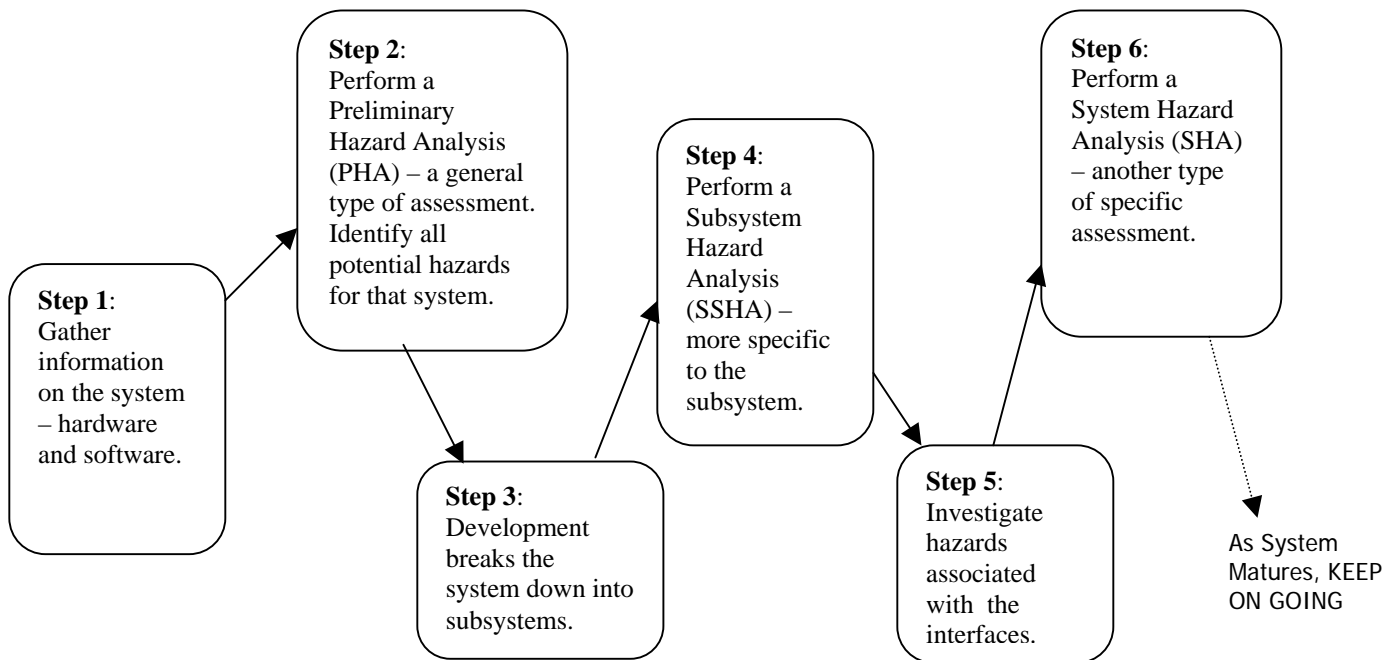 Step 1:
Gather
information
on the system
– hardware
and software.
Step 2:
Perform a
Preliminary
Hazard Analysis
(PHA) – a general
type of assessment.
Identify all
potential hazards
for that system.
Step 3:
Development
breaks the
system down into
subsystems.
Step 4:
Perform a
Subsystem
Hazard
Analysis
(SSHA) –
more specific
to the
subsystem.
Step 5:
Investigate
hazards
associated
with the
interfaces.
Step 6:
Perform a
System Hazard
Analysis (SHA)
– another type
of specific
assessment.
As System
Matures, KEEP
ON GOING